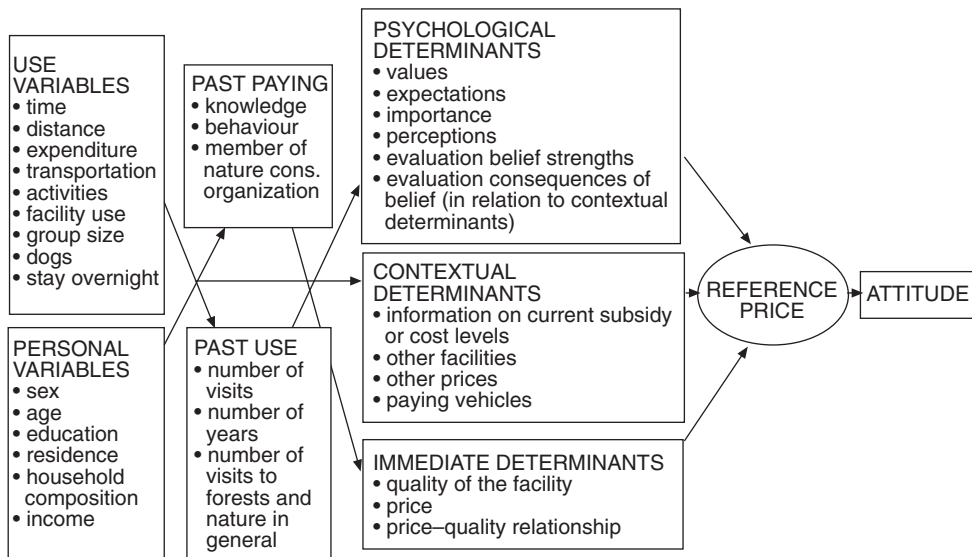 USE
VARIABLES
• time
• distance
• expenditure
• transportation
• activities
• facility use
• group size
• dogs
• stay overnight
PERSONAL
VARIABLES
• sex
• age
• education
• residence
• household
composition
• income
PAST PAYING
• knowledge
• behaviour
• member of
nature cons.
organization
PAST USE
• number of
visits
• number of
years
• number of
visits to
forests and
nature in
general
PSYCHOLOGICAL
DETERMINANTS
• values
• expectations
• importance
• perceptions
• evaluation belief strengths
• evaluation consequences of
belief (in relation to contextual
determinants)
CONTEXTUAL
DETERMINANTS
• information on current subsidy
or cost levels
• other facilities
• other prices
• paying vehicles
IMMEDIATE DETERMINANTS
• quality of the facility
• price
• price–quality relationship
REFERENCE
PRICE
ATTITUDE